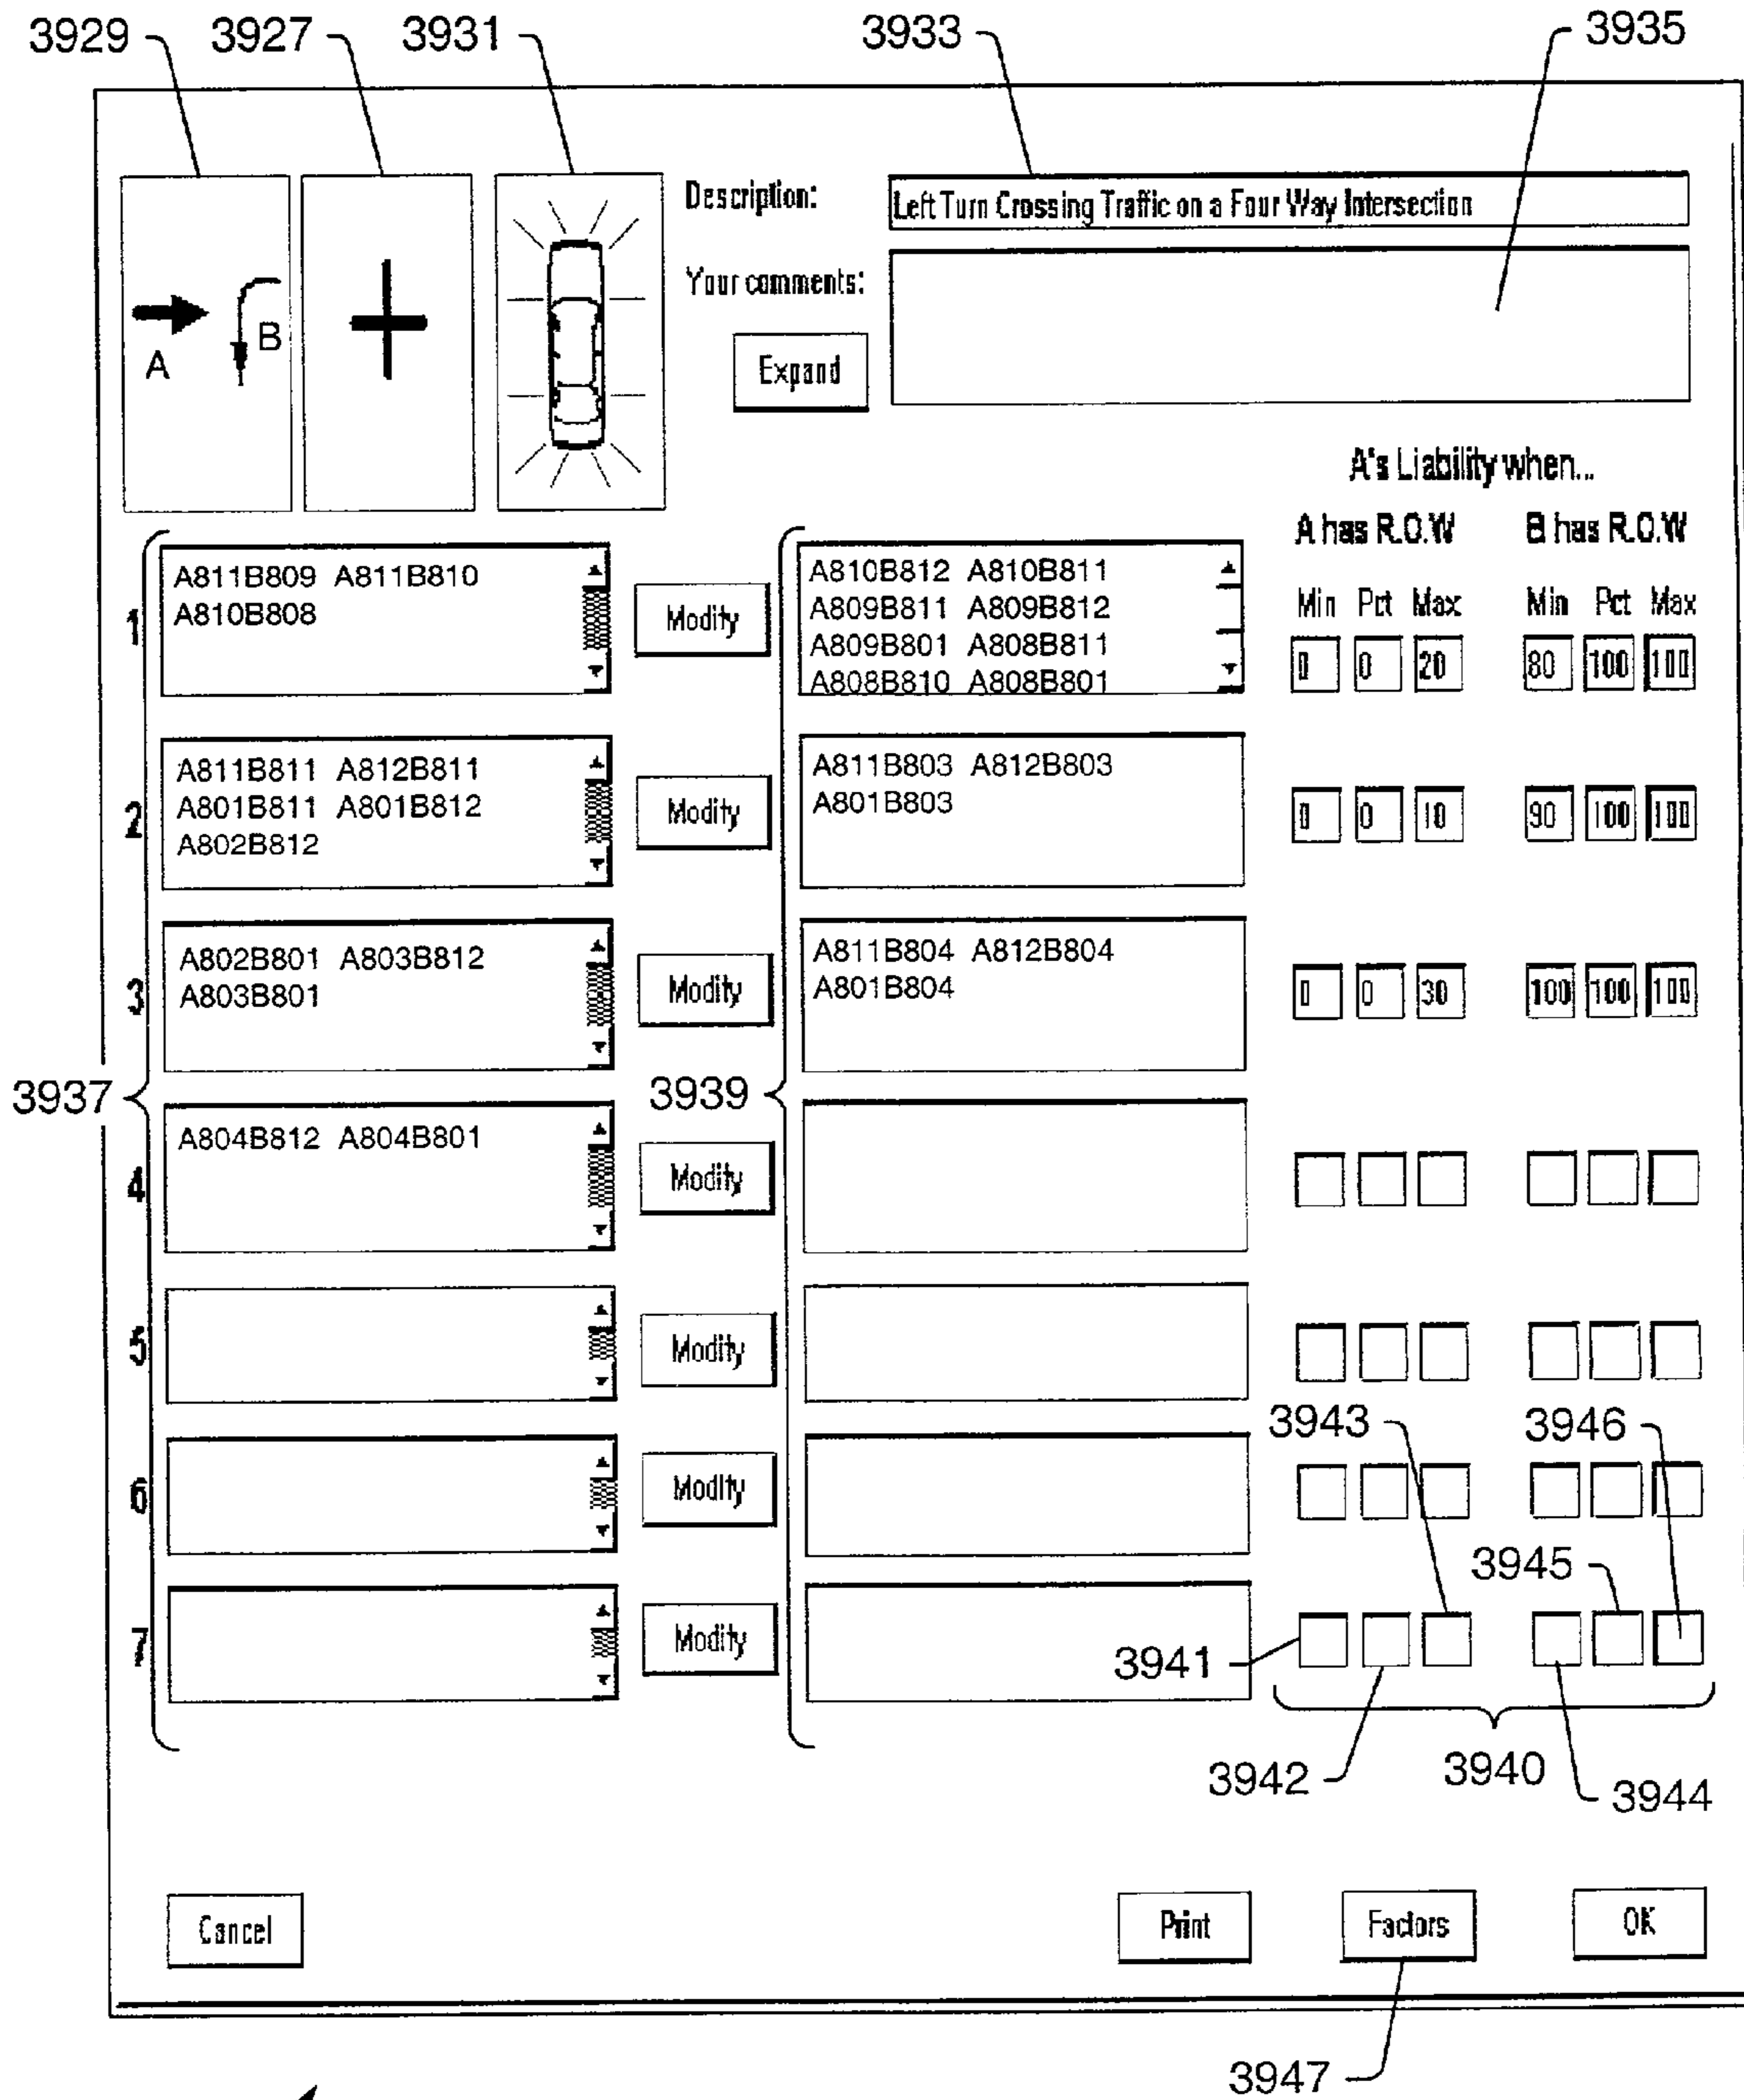 3929 3927 3931 3933 3935
Description: Left Turn Crossing Traffic on a Four Way Intersection
Your comments:
A B
Expand
A's Liability when...
A has R.O.W B has R.O.W
Min Pct Max Min Pct Max
1 A811B809 A811B810
A810B808
Modify
A810B812 A810B811
A809B811 A809B812
A809B801 A808B811
A808B810 A808B801
0 0 20 80 100 100
2 A811B811 A812B811
A801B811 A801B812
A802B812
Modify
A811B803 A812B803
A801B803
0 0 10 90 100 100
3 A802B801 A803B812
A803B801
Modify
A811B804 A812B804
A801B804
0 0 30 100 100 100
3937 3939
4 A804B812 A804B801
Modify
5 Modify
3943 3946
6 Modify
3945
7 Modify
3941
3942 3940 3944
Cancel Print Factors OK
3947